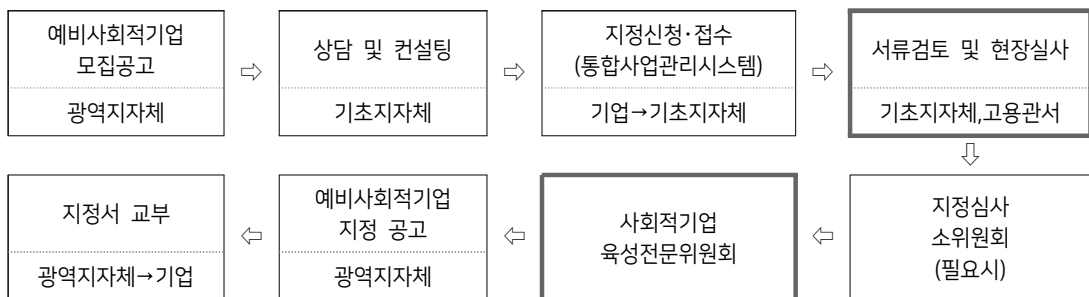 예비사회적기업
모집공고
광역지자체
상담 및 컨설팅
기초지자체
지정신청·접수
(통합사업관리시스템)
기업→기초지자체
서류검토 및 현장실사
기초지자체,고용관서
지정심사
소위원회
(필요시)
사회적기업
육성전문위원회
예비사회적기업
지정 공고
광역지자체
지정서 교부
광역지자체→기업